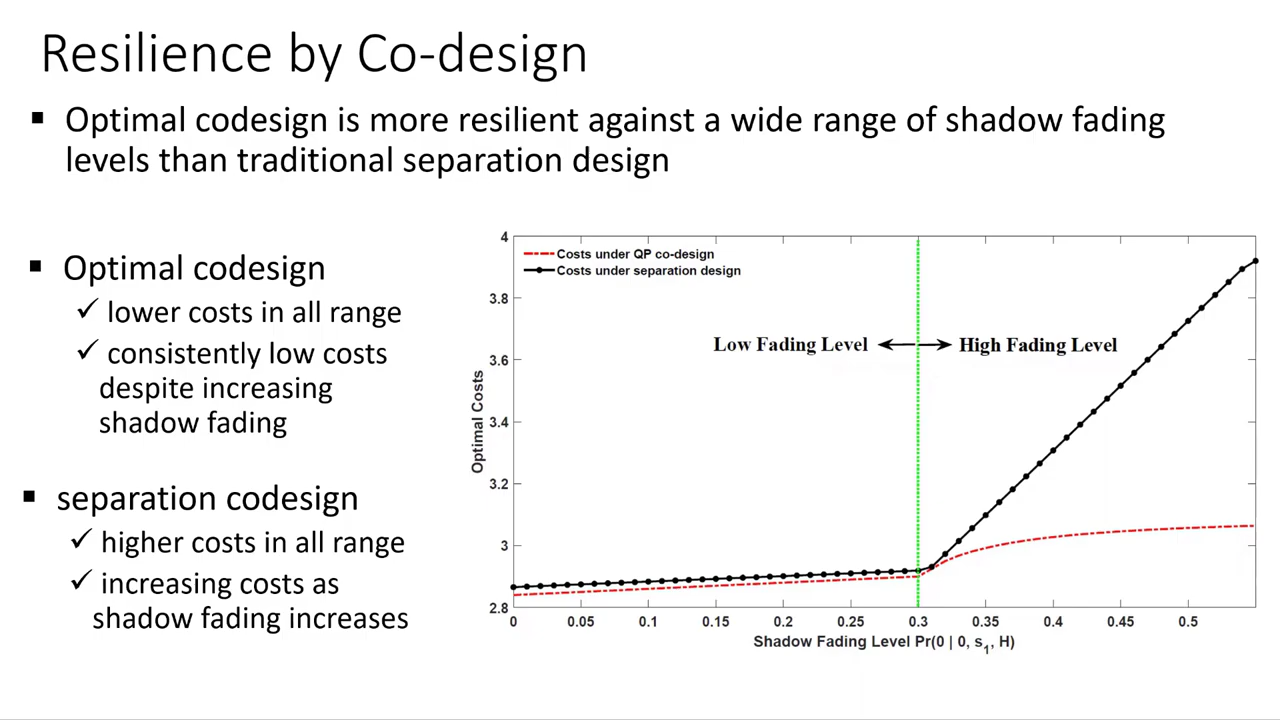 Resilience by Co-design
▪ Optimal codesign is more resilient against a wide range of shadow fading
levels than traditional separation design
▪ Optimal codesign
✓ lower costs in all range
✓ consistently low costs
despite increasing
shadow fading
▪ separation codesign
✓ higher costs in all range
✓ increasing costs as
shadow fading increases
Costs under QP co-design
Costs under separation design
Low Fading Level
High Fading Level
Optimal Costs
4
3.8
3.6
3.4
3.2
3
2.8
0 0.05 0.1 0.15 0.2 0.25 0.3 0.35 0.4 0.45 0.5
Shadow Fading Level Pr(0 | 0, s₁, H)